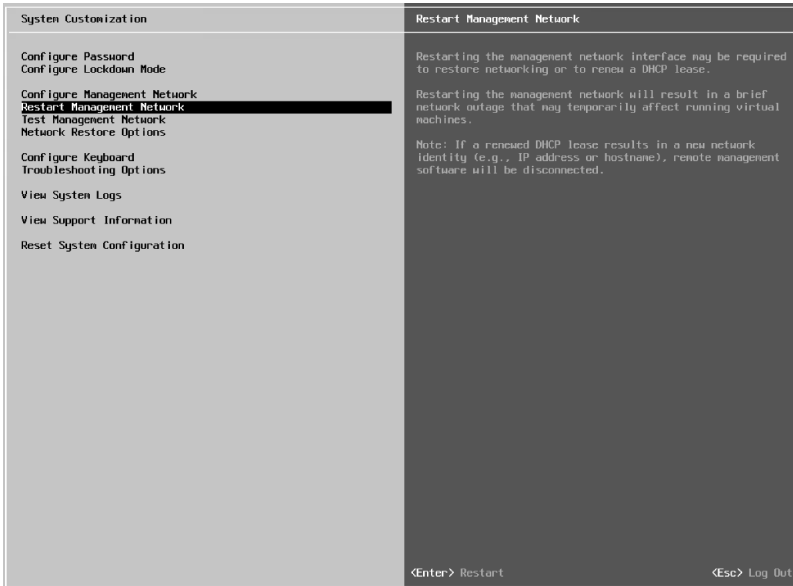 System Customization
Configure Password
Configure Lockdown Mode
Configure Management Network
Restart Management Network
Test Management Network
Network Restore Options
Configure Keyboard
Troubleshooting Options
View System Logs
View Support Information
Reset System Configuration
Restart Management Network
Restarting the management network interface may be required
to restore networking or to renew a DHCP lease.
Restarting the management network will result in a brief
network outage that may temporarily affect running virtual
machines.
Note: If a renewed DHCP lease results in a new network
identity (e.g., IP address or hostname), remote management
software will be disconnected.
<Enter> Restart
<Esc> Log Out